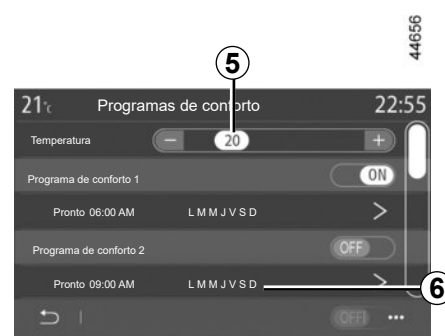 44656
5
21°c Programas de conforto 22:55
Temperatura − 20 +
Programa de conforto 1 ON
Pronto 06:00 AM L M M J V S D >
Programa de conforto 2 OFF
Pronto 09:00 AM L M M J V S D >
6
OFF •••